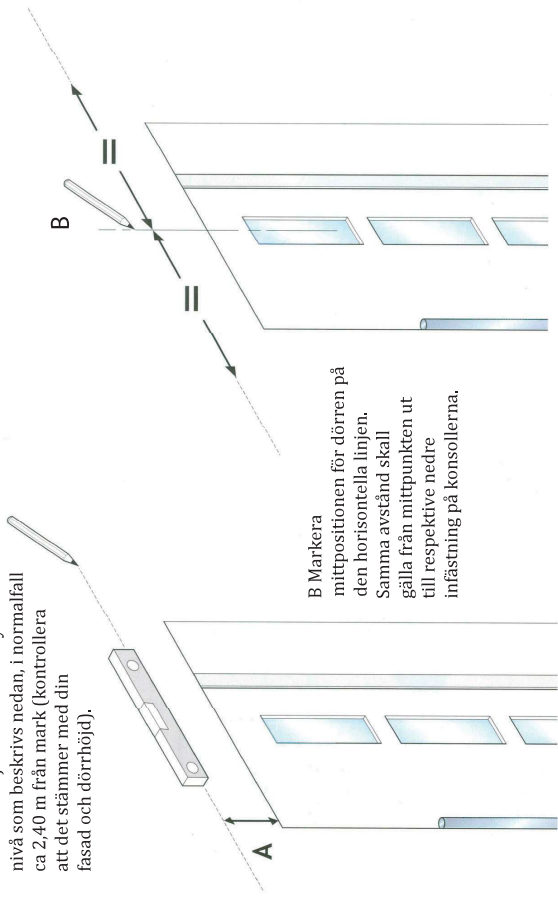 nivå som beskrivs nedan, i normalfall
ca 2,40 m från mark (kontrollera
att det stämmer med din
fasad och dörrhöjd).
A
B
=
=
B Markera
mittpositionen för dörren på
den horisontella linjen.
Samma avstånd skall
gälla från mittpunkten ut
till respektive nedre
infästning på konsollerna.